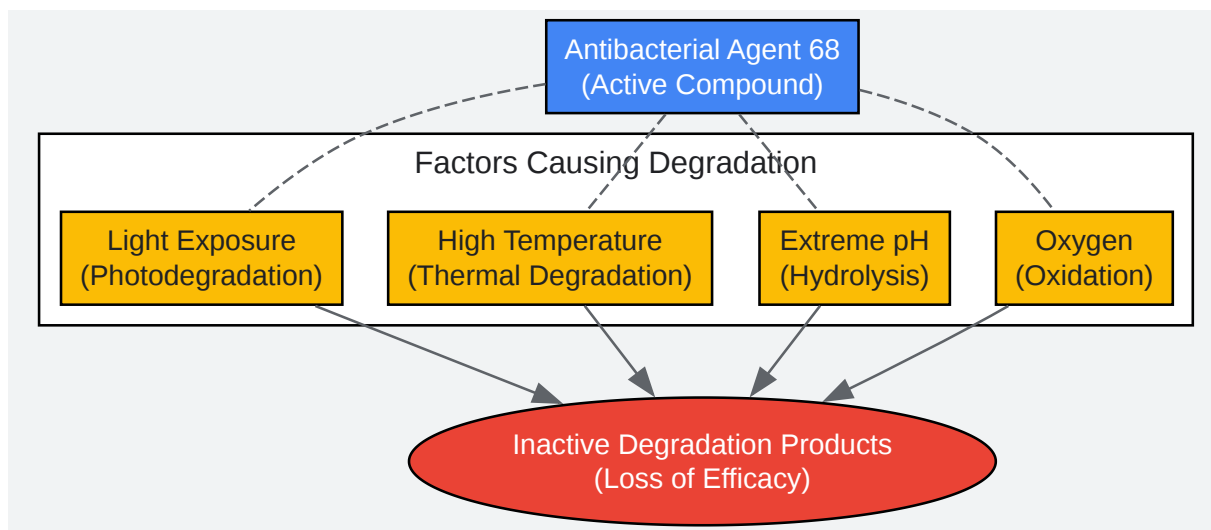 Antibacterial Agent 68
(Active Compound)
Factors Causing Degradation
Light Exposure
(Photodegradation)
High Temperature
(Thermal Degradation)
Extreme pH
(Hydrolysis)
Oxygen
(Oxidation)
Inactive Degradation Products
(Loss of Efficacy)